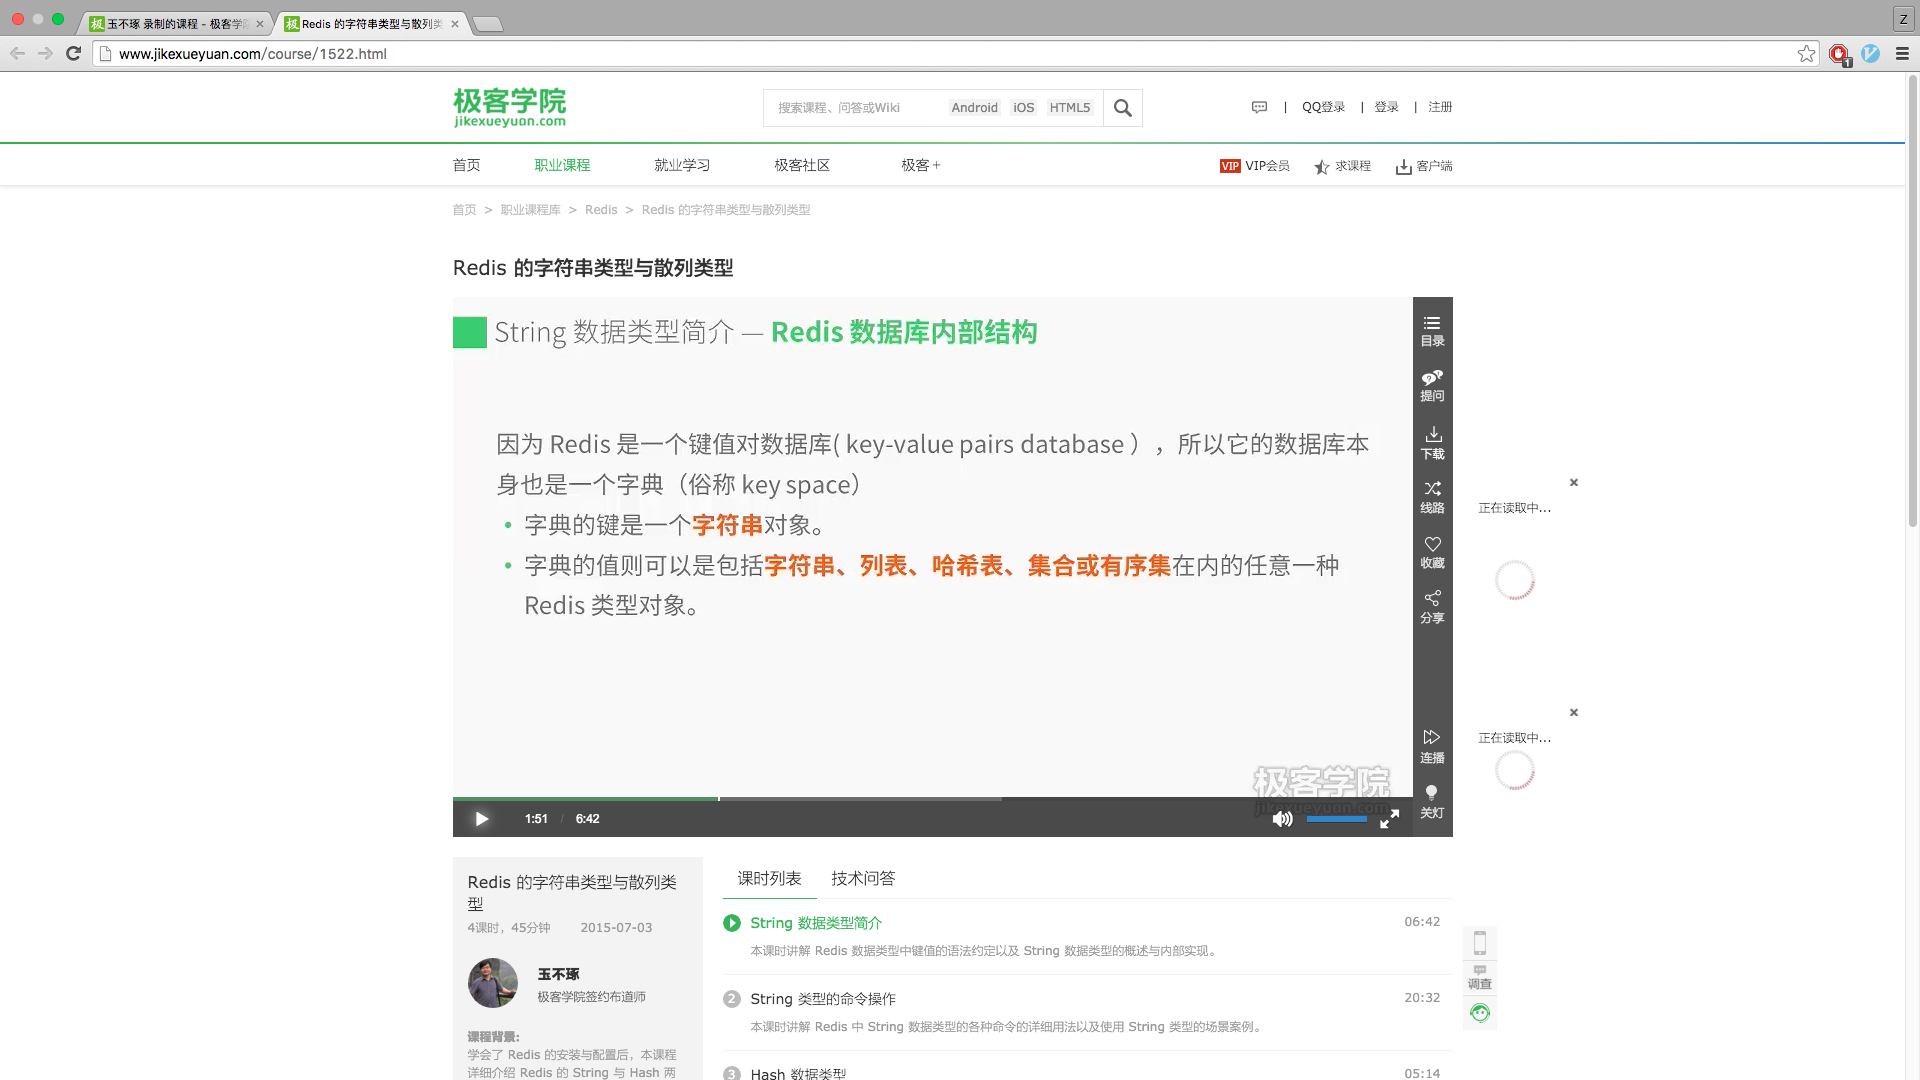 玉不琢 录制的课程 - 极客学院
Redis 的字符串类型与散列类
Z
www.jikexueyuan.com/course/1522.html
极客学院
jikexueyuan.com
搜索课程、问答或Wiki Android iOS HTML5
| QQ登录 | 登录 | 注册
首页 职业课程 就业学习 极客社区 极客+
VIP VIP会员 求课程 客户端
首页 > 职业课程库 > Redis > Redis 的字符串类型与散列类型
Redis 的字符串类型与散列类型
String 数据类型简介 — Redis 数据库内部结构
因为 Redis 是一个键值对数据库( key-value pairs database ），所以它的数据库本
身也是一个字典（俗称 key space）
• 字典的键是一个字符串对象。
• 字典的值则可以是包括字符串、列表、哈希表、集合或有序集在内的任意一种
Redis 类型对象。
极客学院
jikexueyuan.com
目录
提问
下载
线路
收藏
分享
连播
关灯
1:51 / 6:42
正在读取中...
正在读取中...
Redis 的字符串类型与散列类
型
4课时，45分钟 2015-07-03
玉不琢
极客学院签约布道师
课程背景:
学会了 Redis 的安装与配置后，本课程
详细介绍 Redis 的 String 与 Hash 两
课时列表 技术问答
String 数据类型简介 06:42
本课时讲解 Redis 数据类型中键值的语法约定以及 String 数据类型的概述与内部实现。
2 String 类型的命令操作 20:32
本课时讲解 Redis 中 String 数据类型的各种命令的详细用法以及使用 String 类型的场景案例。
3 Hash 数据类型 05:14
调查